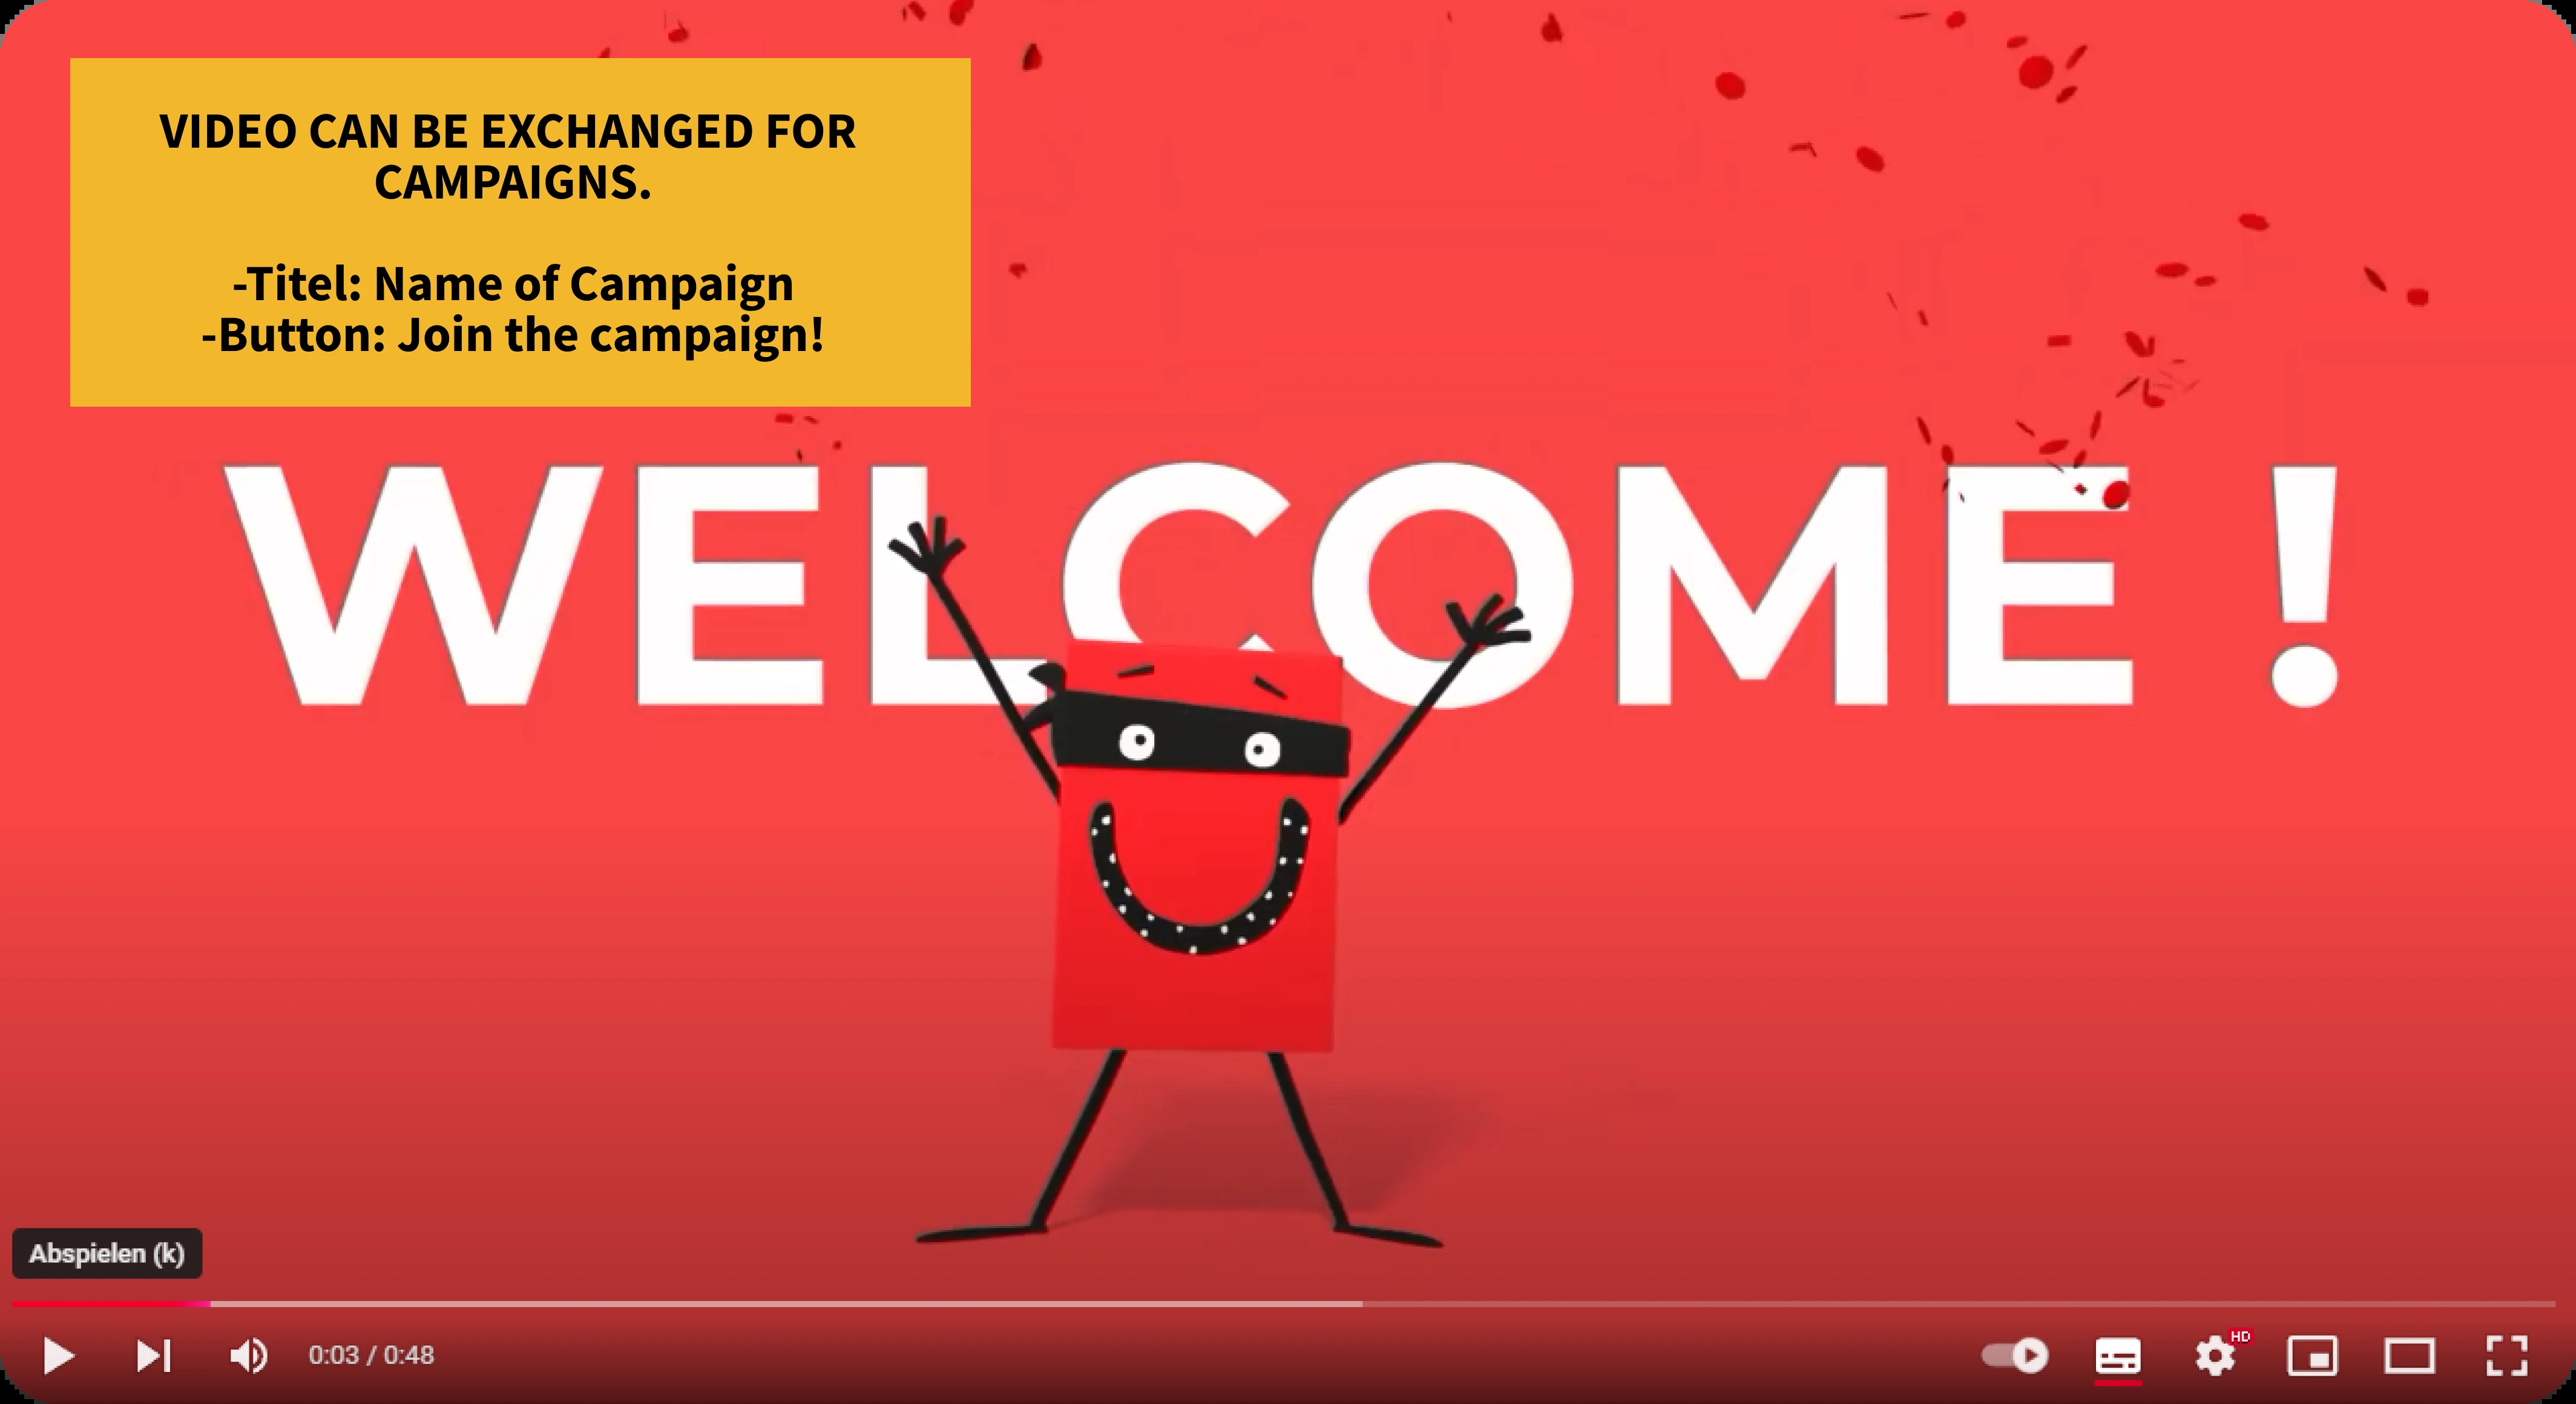 VIDEO CAN BE EXCHANGED FOR
CAMPAIGNS.
-Titel: Name of Campaign
-Button: Join the campaign!
WELCOME !
Abspielen (k)
0:03 / 0:48
HD